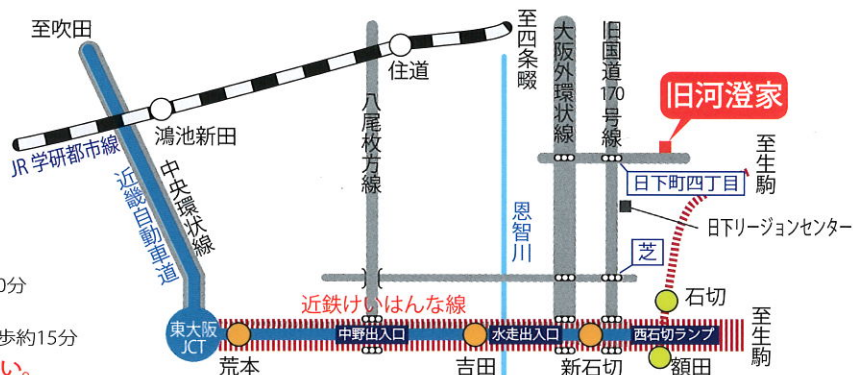 至吹田
至四条畷
大阪外環状線
旧国道170号線
住道
八尾枚方線
旧河澄家
鴻池新田
JR学研都市線
近畿自動車道
中央環状線
至生駒
日下町四丁目
日下リージョンセンター
恩智川
芝
0分
石切
近鉄けいはんな線
歩約15分
東大阪
JCT
中野出入口
水走出入口
西石切ランプ
至生駒
い。
荒本
吉田
新石切
額田